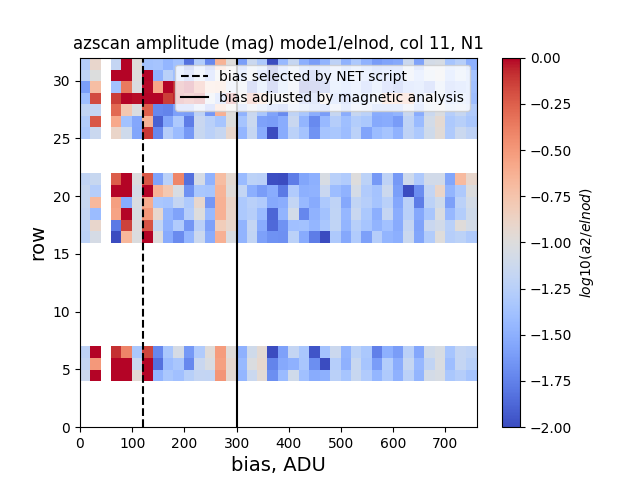 azscan amplitude (mag) mode1/elnod, col 11, N1
bias selected by NET script
bias adjusted by magnetic analysis
row
30
25
20
15
10
5
0
0 100 200 300 400 500 600 700
bias, ADU
0.00
−0.25
−0.50
−0.75
−1.00
−1.25
−1.50
−1.75
−2.00
log10(a2/elnod)